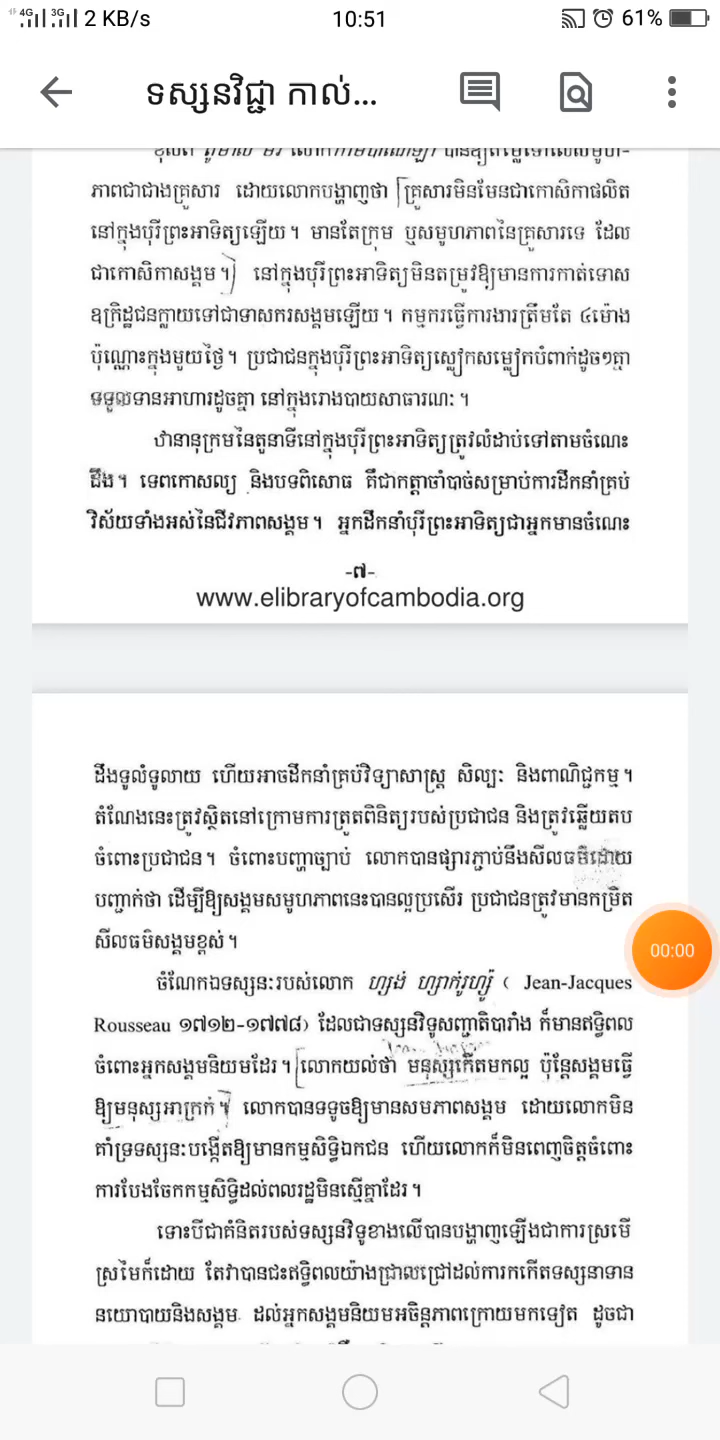 4G 3G 2 KB/s 10:51 61%
ទស្សនវិជ្ជា កាល់...
ភាពជាជាងគ្រួសារ ដោយលោកបង្ហាញថា គ្រួសារមិនមែនជាកោសិកាផលិត
នៅក្នុងបុរីព្រះអាទិត្យឡើយ។ មានតែក្រុម ឬសមូហភាពនៃគ្រួសារទេ ដែល
ជាកោសិកាសង្គម។ នៅក្នុងបុរីព្រះអាទិត្យមិនតម្រូវឱ្យមានការកាត់ទោស
ឧក្រិដ្ឋជនក្លាយទៅជាទាសករសង្គមឡើយ។ កម្មករធ្វើការងារត្រឹមតែ ៤ម៉ោង
ប៉ុណ្ណោះក្នុងមួយថ្ងៃ។ ប្រជាជនក្នុងបុរីព្រះអាទិត្យស្លៀកសម្លៀកបំពាក់ដូចៗគ្នា
ទទួលទានអាហារដូចគ្នា នៅក្នុងរោងបាយសាធារណៈ។
ឋានានុក្រមនៃតួនាទីនៅក្នុងបុរីព្រះអាទិត្យត្រូវលំដាប់ទៅតាមចំណេះ
ដឹង។ ទេពកោសល្យ និងបទពិសោធ គឺជាកត្តាចាំបាច់សម្រាប់ការដឹកនាំគ្រប់
វិស័យទាំងអស់នៃជីវភាពសង្គម។ អ្នកដឹកនាំបុរីព្រះអាទិត្យជាអ្នកមានចំណេះ
-៧-
www.elibraryofcambodia.org
ដឹងទូលំទូលាយ ហើយអាចដឹកនាំគ្រប់វិទ្យាសាស្ត្រ សិល្បៈ និងពាណិជ្ជកម្ម។
តំណែងនេះត្រូវស្ថិតនៅក្រោមការត្រួតពិនិត្យរបស់ប្រជាជន និងត្រូវឆ្លើយតប
ចំពោះប្រជាជន។ ចំពោះបញ្ហាច្បាប់ លោកបានផ្សារភ្ជាប់នឹងសីលធម៌ដោយ
បញ្ជាក់ថា ដើម្បីឱ្យសង្គមសមូហភាពនេះបានល្អប្រសើរ ប្រជាជនត្រូវមានកម្រិត
សីលធម៌សង្គមខ្ពស់។
ចំណែកឯទស្សនៈរបស់លោក ហ្សង់ ហ្សាក់រូហ្ស៊ូ ( Jean-Jacques
Rousseau ១៧១២-១៧៧៨) ដែលជាទស្សនវិទូសញ្ជាតិបារាំង ក៏មានឥទ្ធិពល
ចំពោះអ្នកសង្គមនិយមដែរ។ លោកយល់ថា មនុស្សកើតមកល្អ ប៉ុន្តែសង្គមធ្វើ
ឱ្យមនុស្សអាក្រក់។ លោកបានទទូចឱ្យមានសមភាពសង្គម ដោយលោកមិន
គាំទ្រទស្សនៈបង្កើតឱ្យមានកម្មសិទ្ធិឯកជន ហើយលោកក៏មិនពេញចិត្តចំពោះ
ការបែងចែកកម្មសិទ្ធិដល់ពលរដ្ឋមិនស្មើគ្នាដែរ។
ទោះបីជាគំនិតរបស់ទស្សនវិទូខាងលើបានបង្ហាញឡើងជាការស្រមើ
ស្រមៃក៏ដោយ តែវាបានជះឥទ្ធិពលយ៉ាងជ្រាលជ្រៅដល់ការកកើតទស្សនាទាន
នយោបាយនិងសង្គម ដល់អ្នកសង្គមនិយមអចិន្តភាពក្រោយមកទៀត ដូចជា
00:00